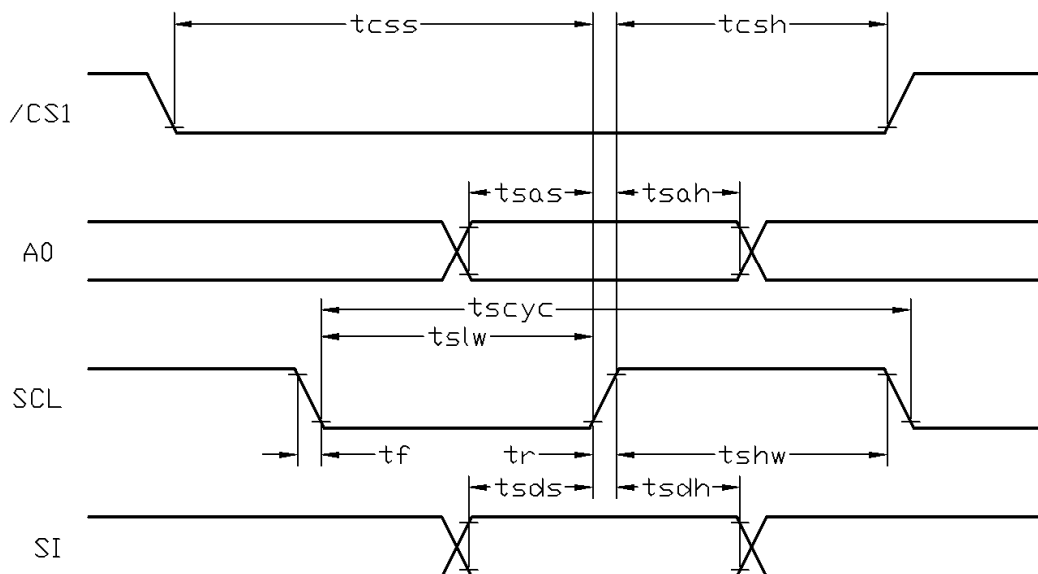 tcss tcsh
/CS1
tsas tsah
A0
tscyc
tslw
SCL
tf tr tshw
tsds tsdh
SI